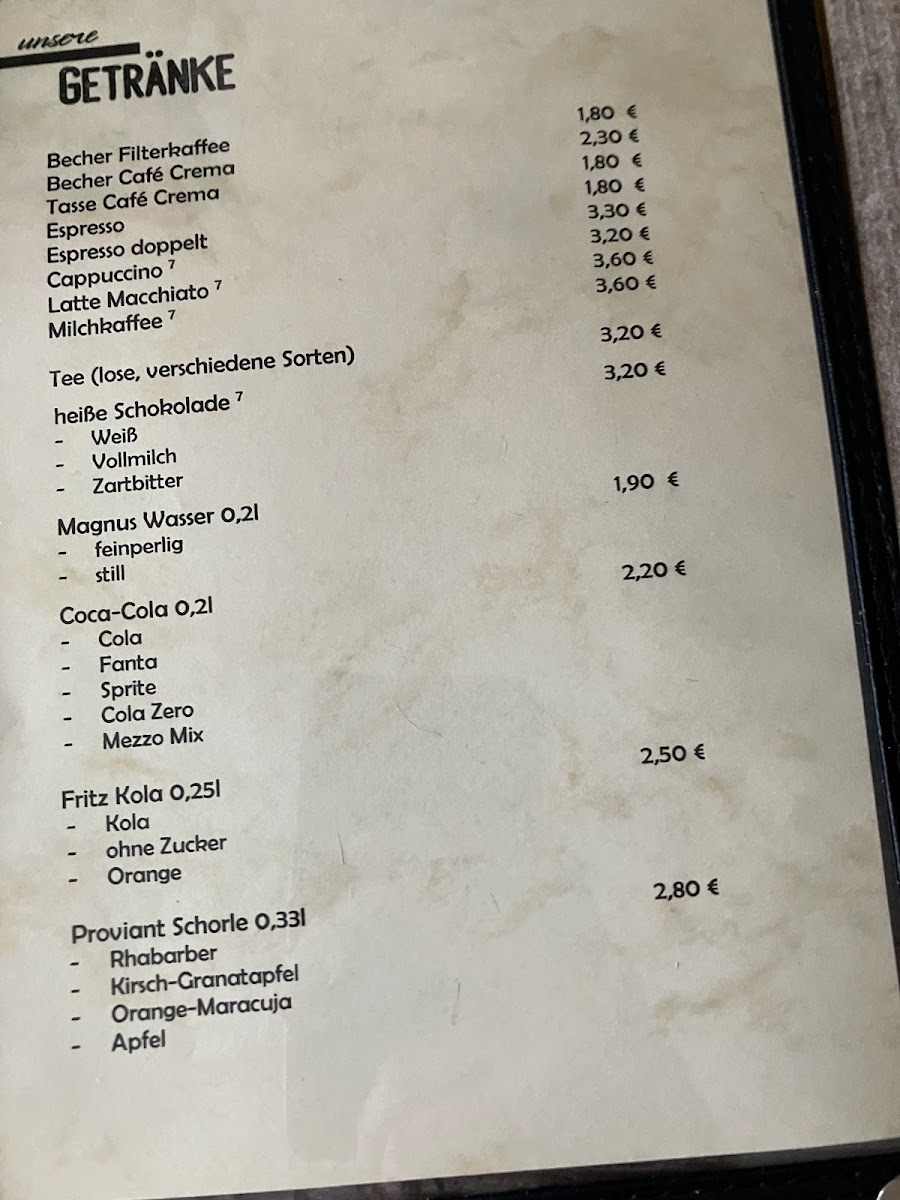 unsere
GETRÄNKE
Becher Filterkaffee 1,80 €
Becher Café Crema 2,30 €
Tasse Café Crema 1,80 €
Espresso 1,80 €
Espresso doppelt 3,30 €
Cappuccino ⁷ 3,20 €
Latte Macchiato ⁷ 3,60 €
Milchkaffee ⁷ 3,60 €
Tee (lose, verschiedene Sorten) 3,20 €
heiße Schokolade ⁷ 3,20 €
- Weiß
- Vollmilch
- Zartbitter
Magnus Wasser 0,2l 1,90 €
- feinperlig
- still
Coca-Cola 0,2l 2,20 €
- Cola
- Fanta
- Sprite
- Cola Zero
- Mezzo Mix
Fritz Kola 0,25l 2,50 €
- Kola
- ohne Zucker
- Orange
Proviant Schorle 0,33l 2,80 €
- Rhabarber
- Kirsch-Granatapfel
- Orange-Maracuja
- Apfel